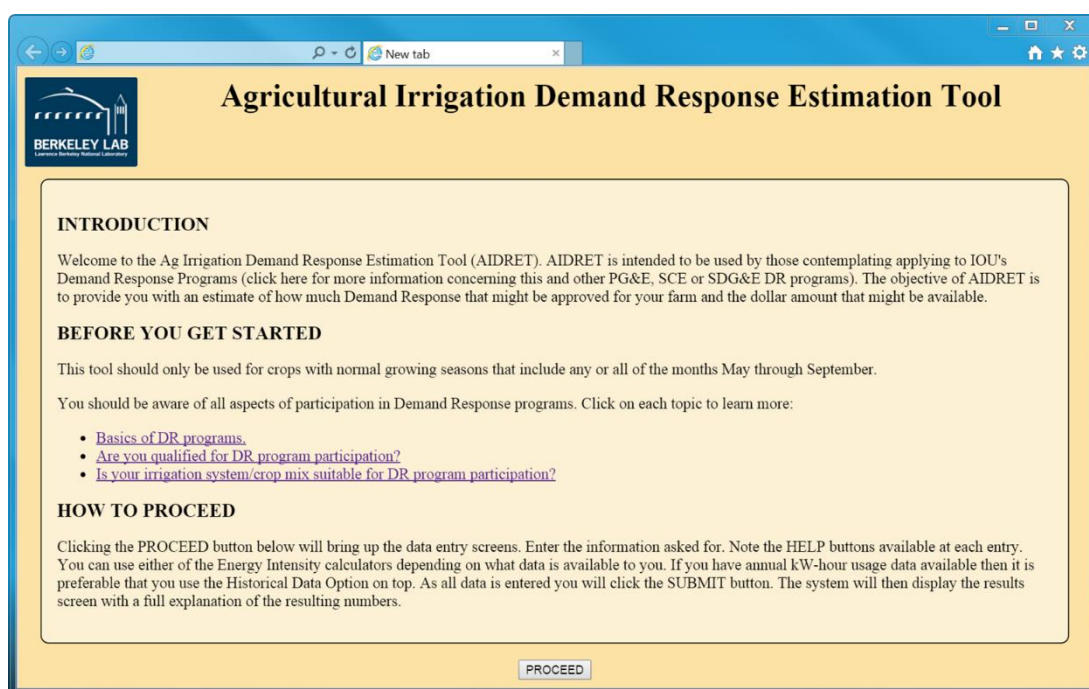 New tab
BERKELEY LAB
Lawrence Berkeley National Laboratory
Agricultural Irrigation Demand Response Estimation Tool
INTRODUCTION
Welcome to the Ag Irrigation Demand Response Estimation Tool (AIDRET). AIDRET is intended to be used by those contemplating applying to IOU's
Demand Response Programs (click here for more information concerning this and other PG&E, SCE or SDG&E DR programs). The objective of AIDRET is
to provide you with an estimate of how much Demand Response that might be approved for your farm and the dollar amount that might be available.
BEFORE YOU GET STARTED
This tool should only be used for crops with normal growing seasons that include any or all of the months May through September.
You should be aware of all aspects of participation in Demand Response programs. Click on each topic to learn more:
• Basics of DR programs.
• Are you qualified for DR program participation?
• Is your irrigation system/crop mix suitable for DR program participation?
HOW TO PROCEED
Clicking the PROCEED button below will bring up the data entry screens. Enter the information asked for. Note the HELP buttons available at each entry.
You can use either of the Energy Intensity calculators depending on what data is available to you. If you have annual kW-hour usage data available then it is
preferable that you use the Historical Data Option on top. As all data is entered you will click the SUBMIT button. The system will then display the results
screen with a full explanation of the resulting numbers.
PROCEED